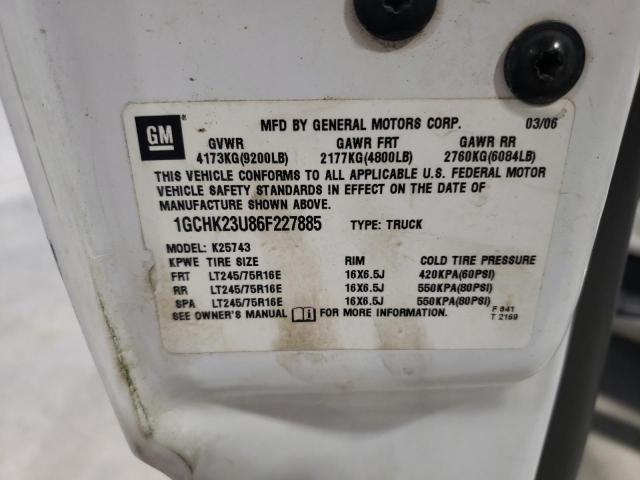 GM®
MFD BY GENERAL MOTORS CORP. 03/06
GVWR GAWR FRT GAWR RR
4173KG(9200LB) 2177KG(4800LB) 2760KG(6084LB)
THIS VEHICLE CONFORMS TO ALL APPLICABLE U.S. FEDERAL MOTOR
VEHICLE SAFETY STANDARDS IN EFFECT ON THE DATE OF
MANUFACTURE SHOWN ABOVE.
1GCHK23U86F227885 TYPE: TRUCK
MODEL: K25743
KPWE TIRE SIZE RIM COLD TIRE PRESSURE
FRT LT245/75R16E 16X6.5J 420KPA(60PSI)
RR LT245/75R16E 16X6.5J 550KPA(80PSI)
SPA LT245/75R16E 16X6.5J 550KPA(80PSI)
SEE OWNER'S MANUAL FOR MORE INFORMATION.
F 341
T 2169